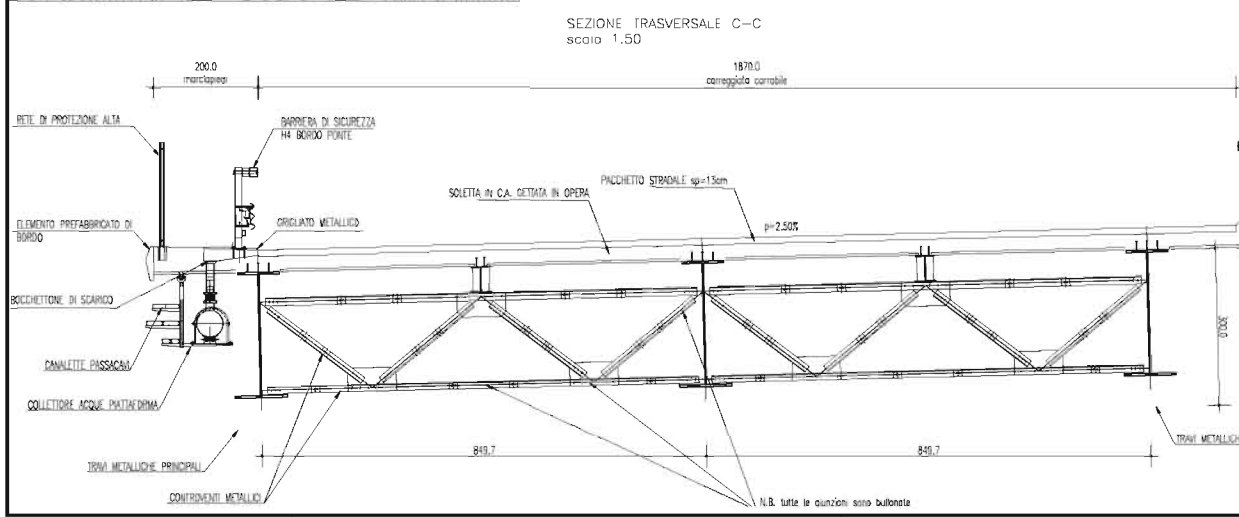 SEZIONE TRASVERSALE C-C
scala 1.50
200.0
marciapiedi
1870.0
carreggiata carrabile
RETE DI PROTEZIONE ALTA
BARRIERA DI SICUREZZA
H4 BORDO PONTE
SOLETTA IN C.A. GETTATA IN OPERA
PACCHETTO STRADALE sp=13cm
ELEMENTO PREFABBRICATO DI
BORDO
GRIGLIATO METALLICO
p=2.50%
BOCCHETTONE DI SCARICO
300.0
CANALETTE PASSACAVI
COLLETTORE ACQUE PIATTAFORMA
849.7
849.7
TRAVI METALLICHE PRINCIPALI
TRAVI METALLICH
CONTROVENTI METALLICI
N.B. tutte le giunzioni sono bullonate